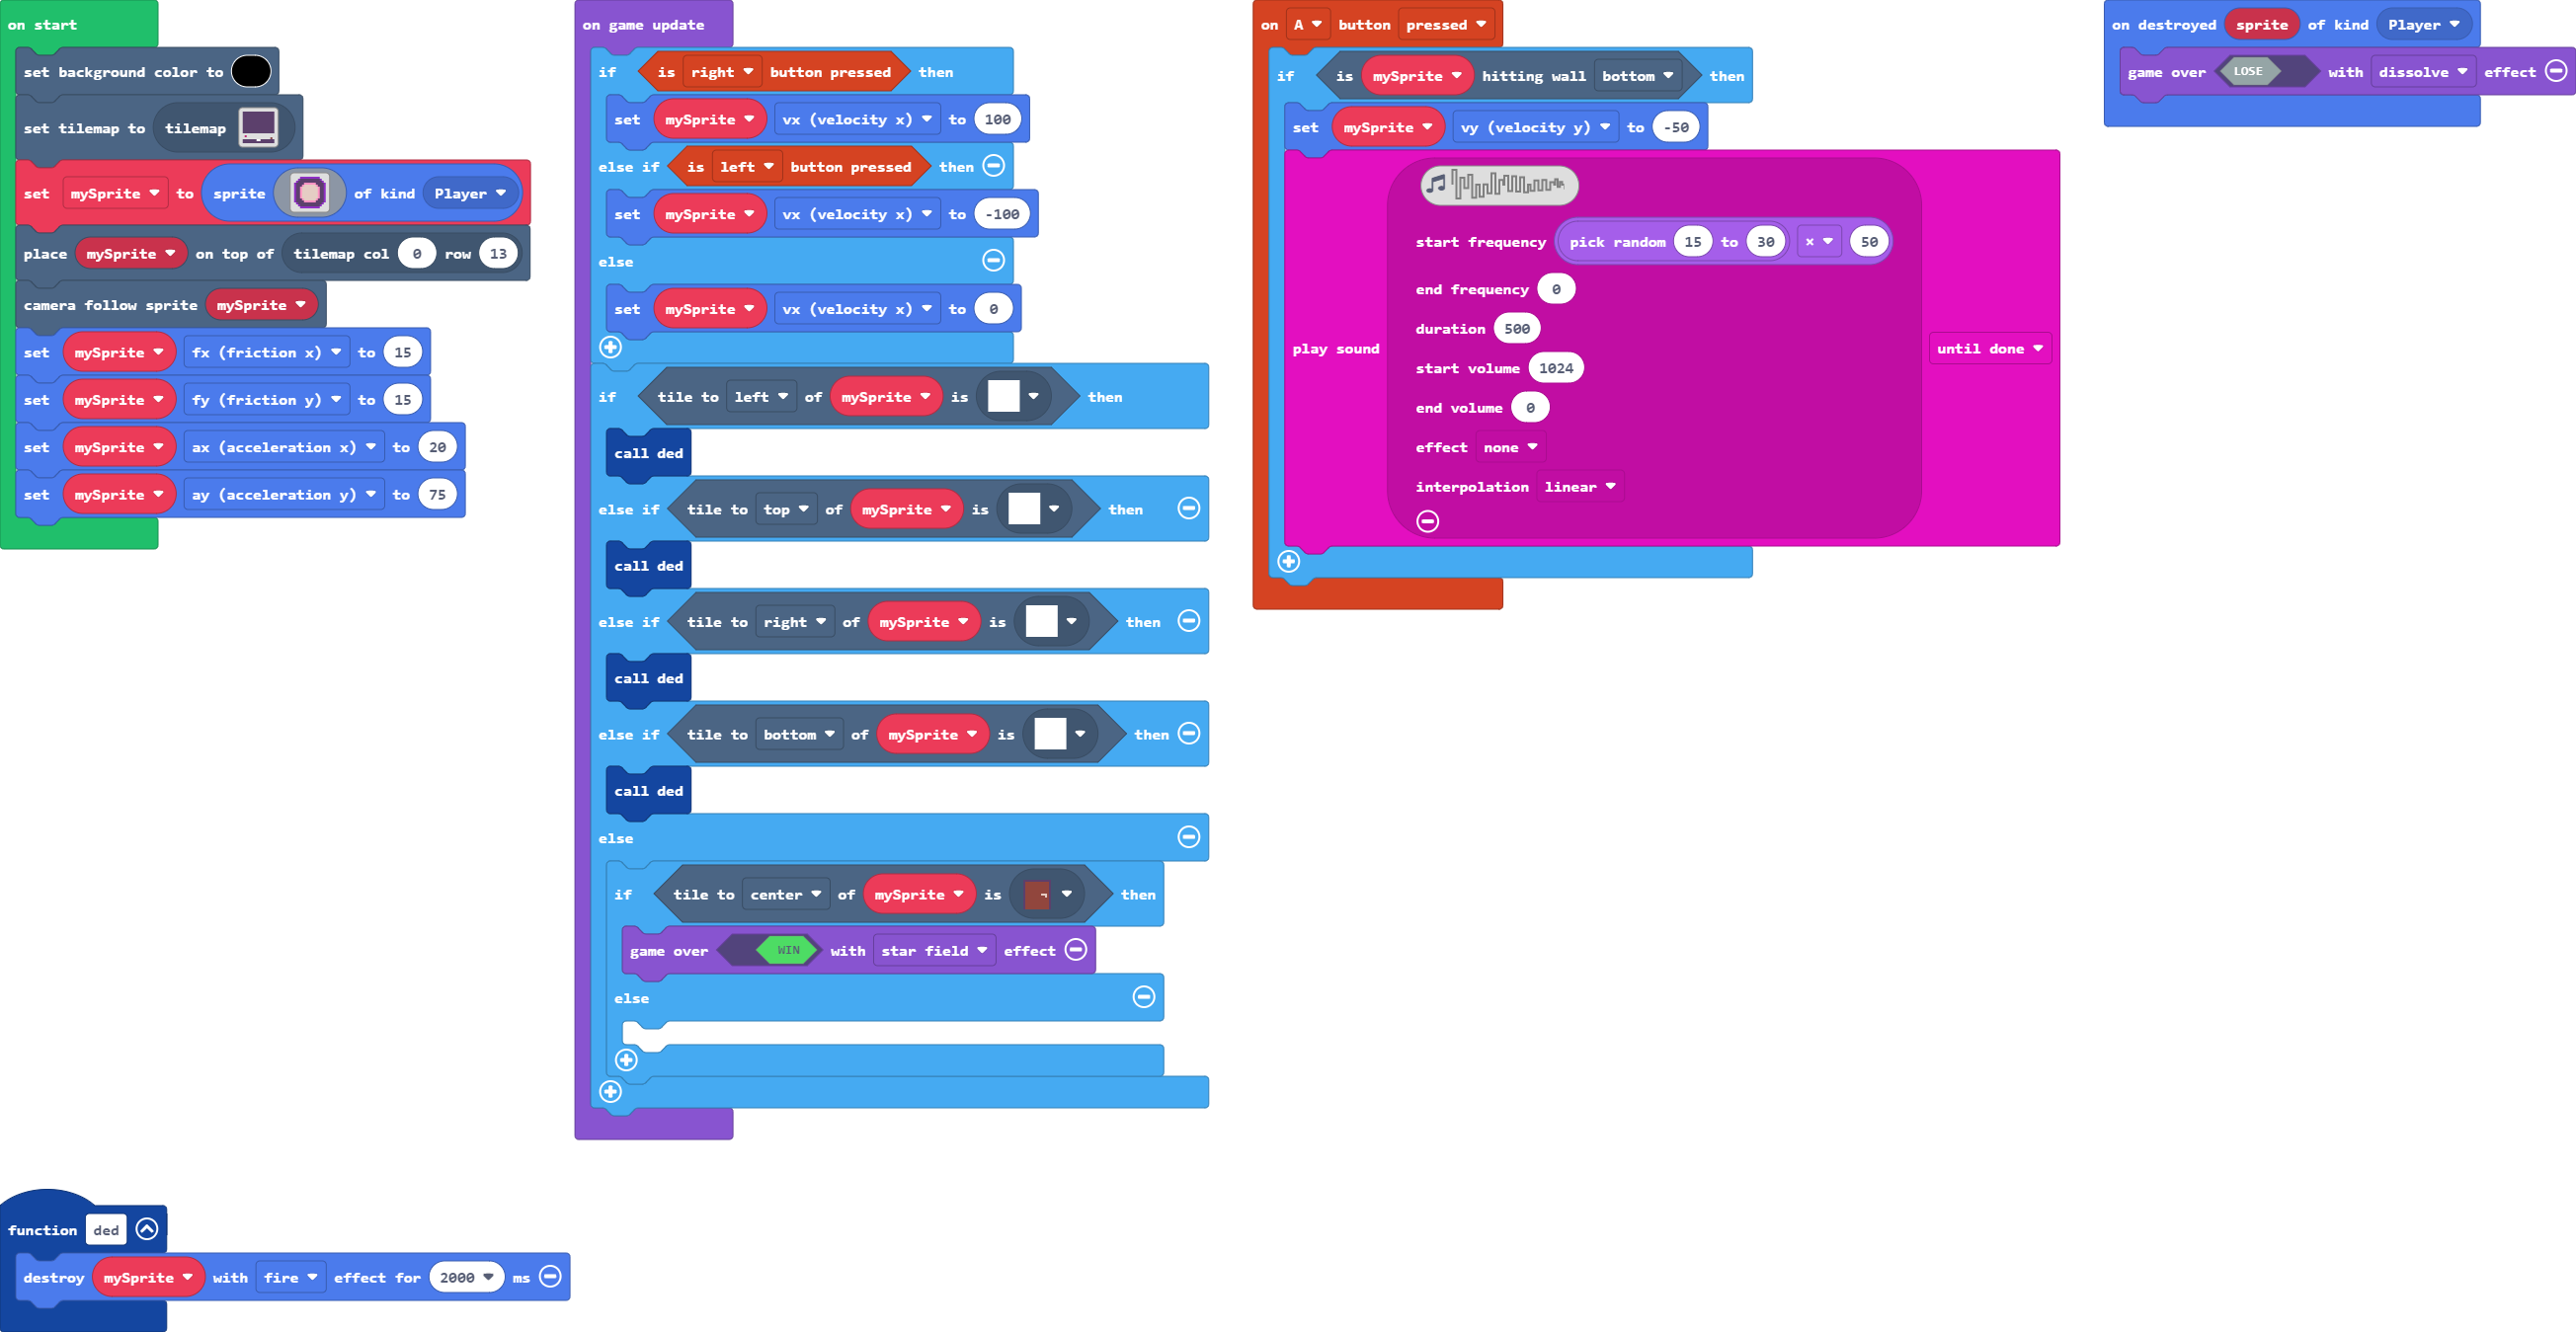 on start
set background color to
set tilemap to tilemap
set mySprite to sprite of kind Player
place mySprite on top of tilemap col 0 row 13
camera follow sprite mySprite
set mySprite fx (friction x) to 15
set mySprite fy (friction y) to 15
set mySprite ax (acceleration x) to 20
set mySprite ay (acceleration y) to 75
on game update
if is right button pressed then
set mySprite vx (velocity x) to 100
else if is left button pressed then
set mySprite vx (velocity x) to -100
else
set mySprite vx (velocity x) to 0
if tile to left of mySprite is then
call ded
else if tile to top of mySprite is then
call ded
else if tile to right of mySprite is then
call ded
else if tile to bottom of mySprite is then
call ded
else
if tile to center of mySprite is then
game over WIN with star field effect
else
on A button pressed
if is mySprite hitting wall bottom then
set mySprite vy (velocity y) to -50
play sound until done
start frequency pick random 15 to 30 × 50
end frequency 0
duration 500
start volume 1024
end volume 0
effect none
interpolation linear
on destroyed sprite of kind Player
game over LOSE with dissolve effect
function ded
destroy mySprite with fire effect for 2000 ms